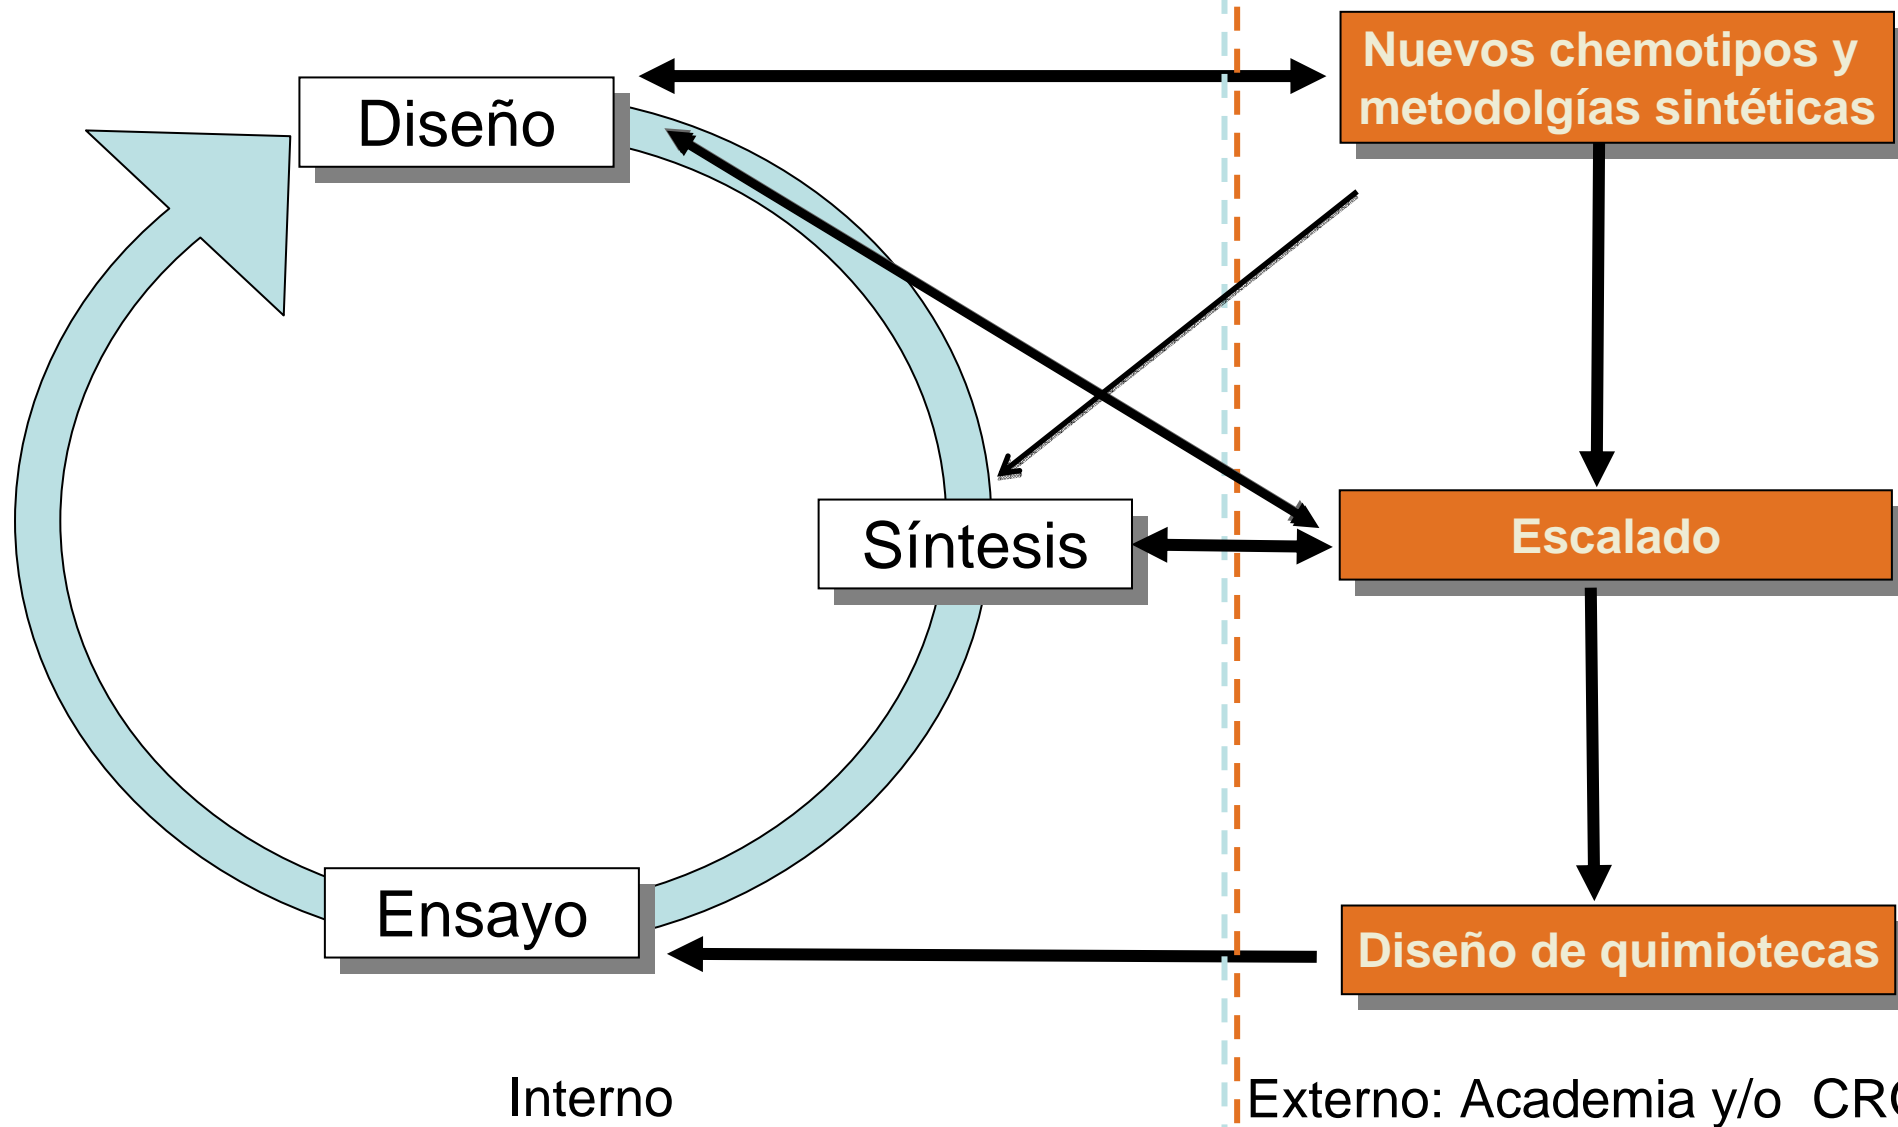 Nuevos chemotipos y
metodolgías sintéticas
Diseño
Síntesis
Escalado
Ensayo
Diseño de quimiotecas
Interno
Externo: Academia y/o